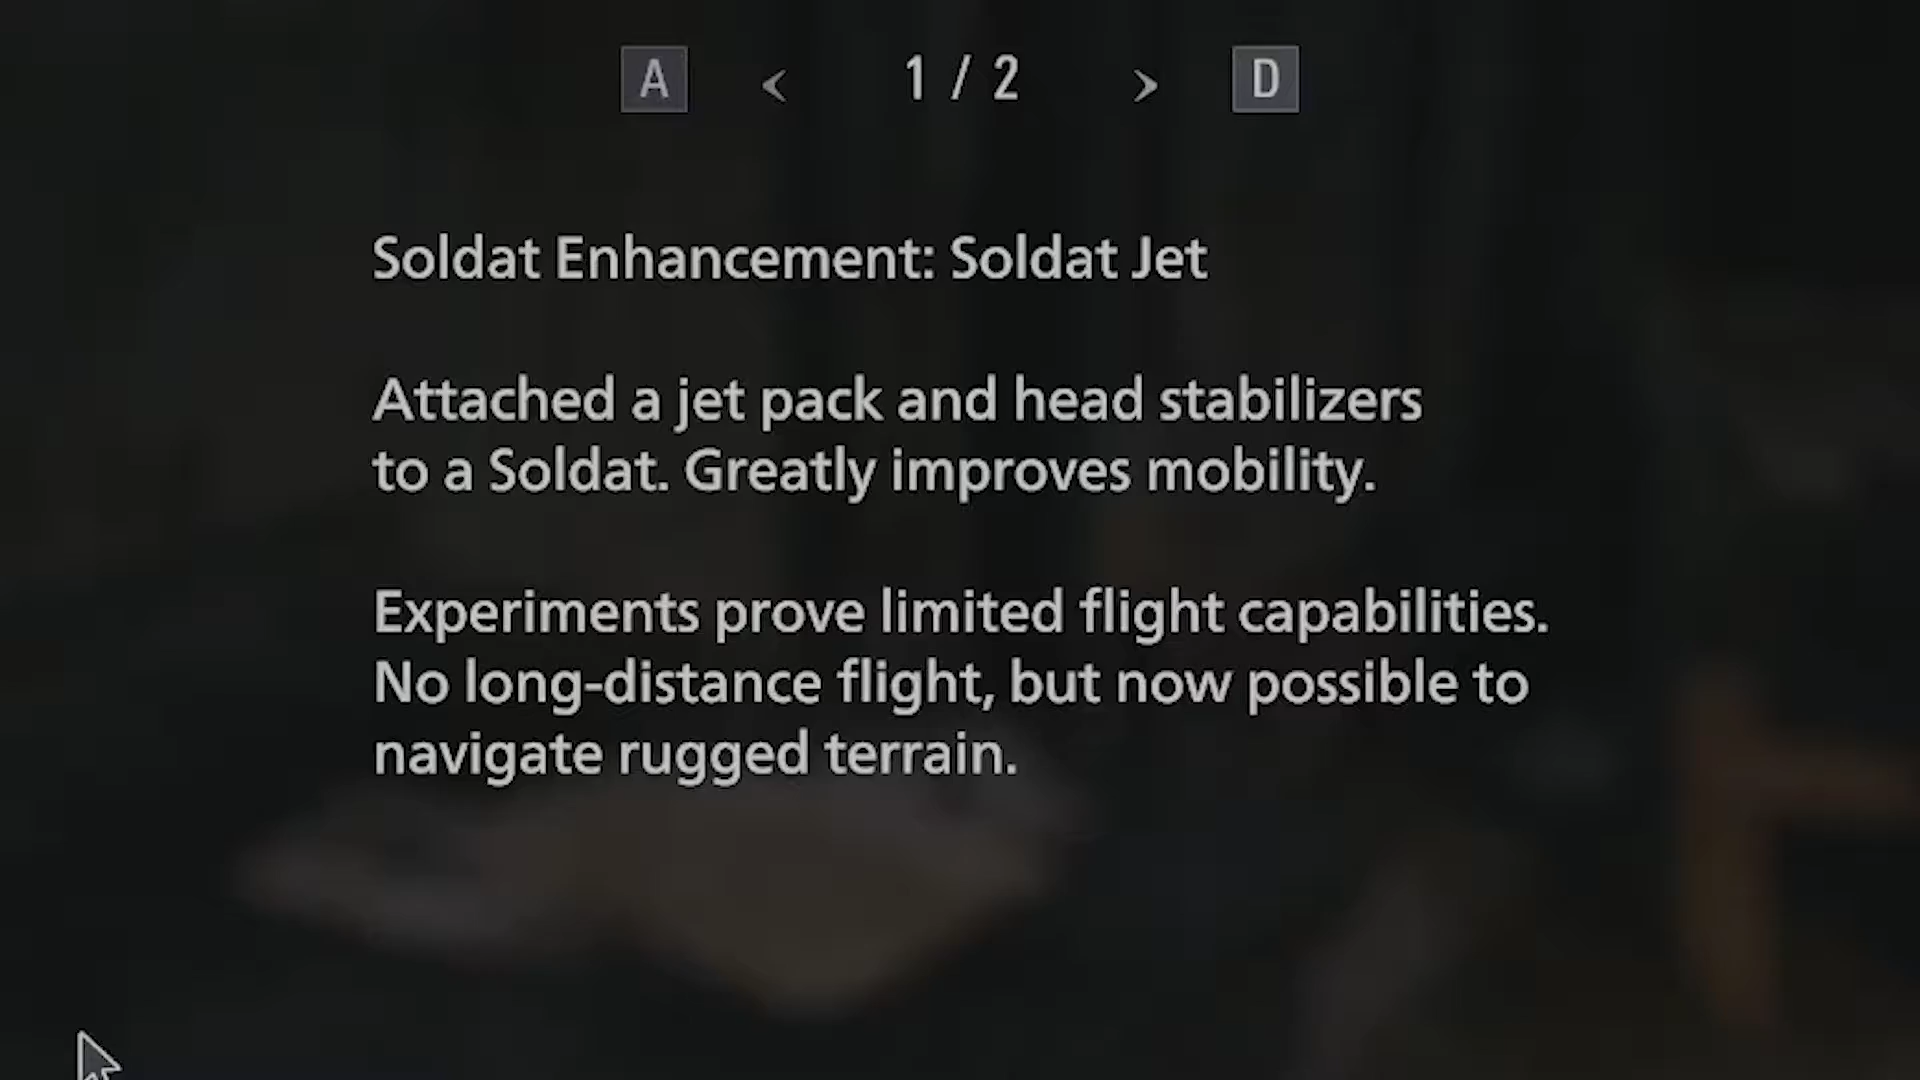 A < 1 / 2 > D
Soldat Enhancement: Soldat Jet
Attached a jet pack and head stabilizers
to a Soldat. Greatly improves mobility.
Experiments prove limited flight capabilities.
No long-distance flight, but now possible to
navigate rugged terrain.